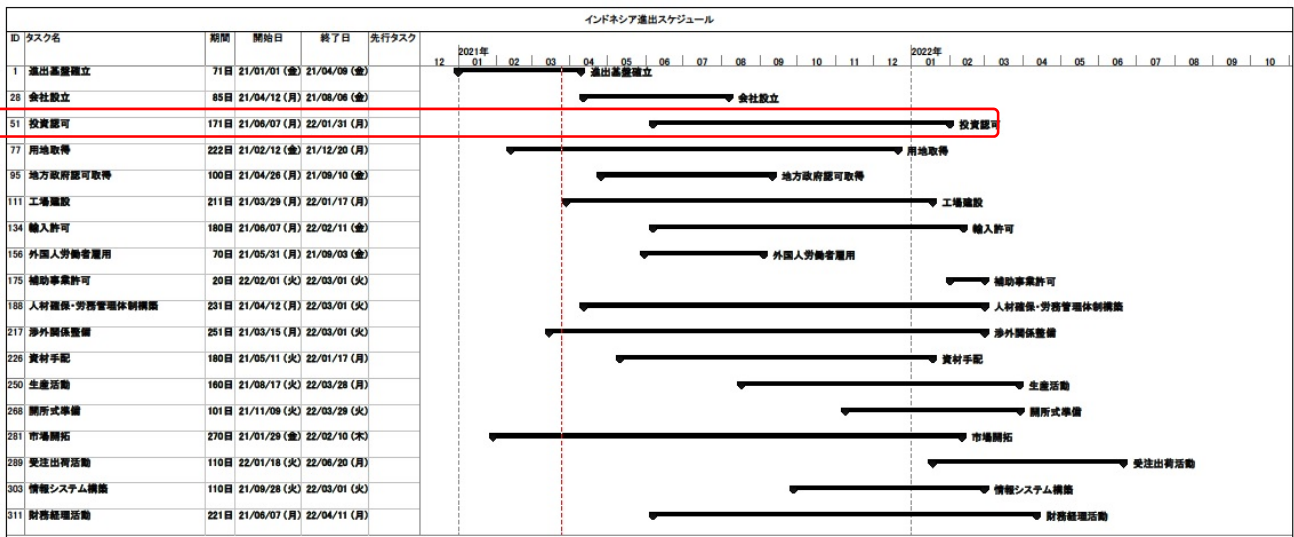 インドネシア進出スケジュール
ID タスク名 期間 開始日 終了日 先行タスク
2021年 2022年
12 01 02 03 04 05 06 07 08 09 10 11 12 01 02 03 04 05 06 07 08 09 10
1 進出基盤確立 71日 21/01/01 (金) 21/04/09 (金) 進出基盤確立
28 会社設立 85日 21/04/12 (月) 21/08/06 (金) 会社設立
51 投資認可 171日 21/06/07 (月) 22/01/31 (月) 投資認可
77 用地取得 222日 21/02/12 (金) 21/12/20 (月) 用地取得
95 地方政府認可取得 100日 21/04/26 (月) 21/09/10 (金) 地方政府認可取得
111 工場建設 211日 21/03/29 (月) 22/01/17 (月) 工場建設
134 輸入許可 180日 21/06/07 (月) 22/02/11 (金) 輸入許可
156 外国人労働者雇用 70日 21/05/31 (月) 21/09/03 (金) 外国人労働者雇用
175 補助事業許可 20日 22/02/01 (火) 22/03/01 (火) 補助事業許可
188 人材確保・労務管理体制構築 231日 21/04/12 (月) 22/03/01 (火) 人材確保・労務管理体制構築
217 渉外関係整備 251日 21/03/15 (月) 22/03/01 (火) 渉外関係整備
226 資材手配 180日 21/05/11 (火) 22/01/17 (月) 資材手配
250 生産活動 160日 21/08/17 (火) 22/03/28 (月) 生産活動
268 開所式準備 101日 21/11/09 (火) 22/03/29 (火) 開所式準備
281 市場開拓 270日 21/01/29 (金) 22/02/10 (木) 市場開拓
289 受注出荷活動 110日 22/01/18 (火) 22/06/20 (月) 受注出荷活動
303 情報システム構築 110日 21/09/28 (火) 22/03/01 (火) 情報システム構築
311 財務経理活動 221日 21/06/07 (月) 22/04/11 (月) 財務経理活動